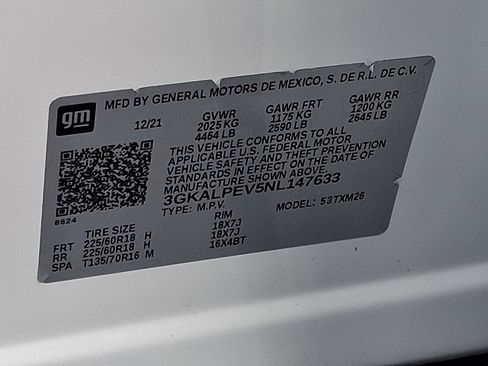 gm
MFD BY GENERAL MOTORS DE MEXICO, S. DE R.L. DE C.V.
12/21 GVWR GAWR FRT GAWR RR
2025 KG 1175 KG 1200 KG
4464 LB 2590 LB 2645 LB
THIS VEHICLE CONFORMS TO ALL
APPLICABLE U.S. FEDERAL MOTOR
VEHICLE SAFETY AND THEFT PREVENTION
STANDARDS IN EFFECT ON THE DATE OF
MANUFACTURE SHOWN ABOVE.
3GKALPEV5NL147633
8624
TYPE: M.P.V. MODEL: 53TXM26
TIRE SIZE RIM
FRT 225/60R18 H 18X7J
RR 225/60R18 H 18X7J
SPA T135/70R16 M 16X4BT